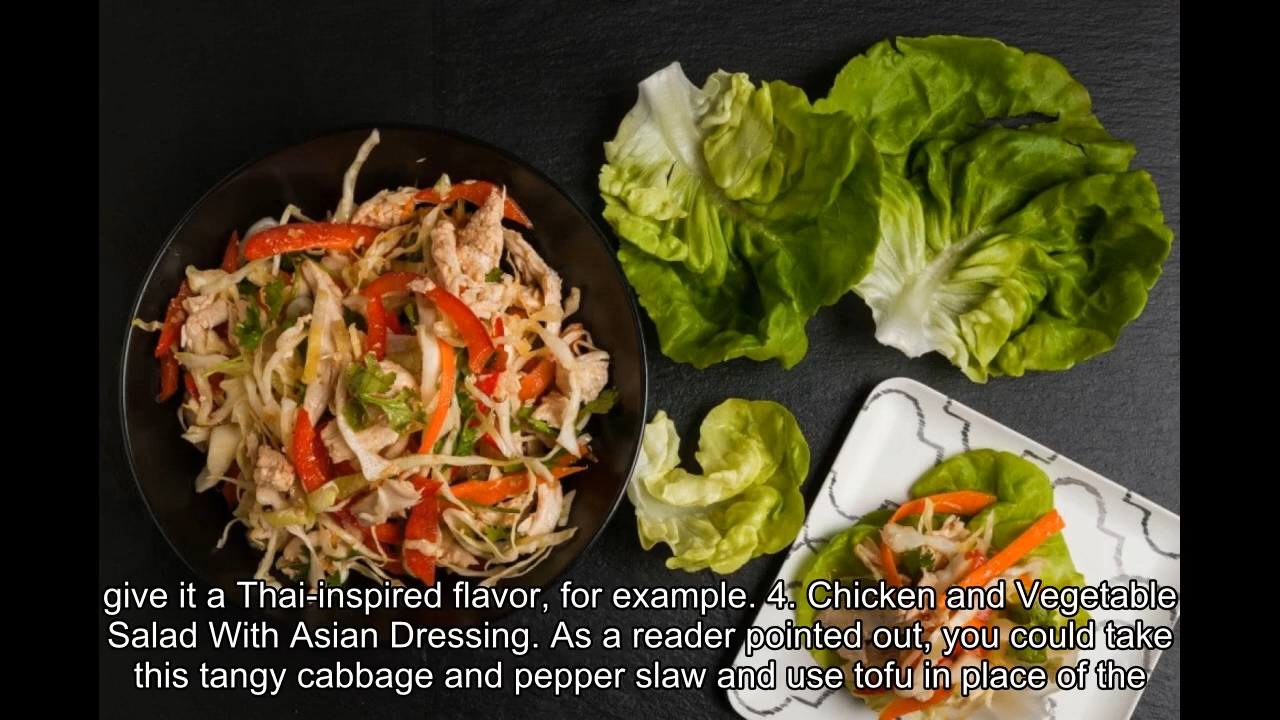 give it a Thai-inspired flavor, for example. 4. Chicken and Vegetable
Salad With Asian Dressing. As a reader pointed out, you could take
this tangy cabbage and pepper slaw and use tofu in place of the